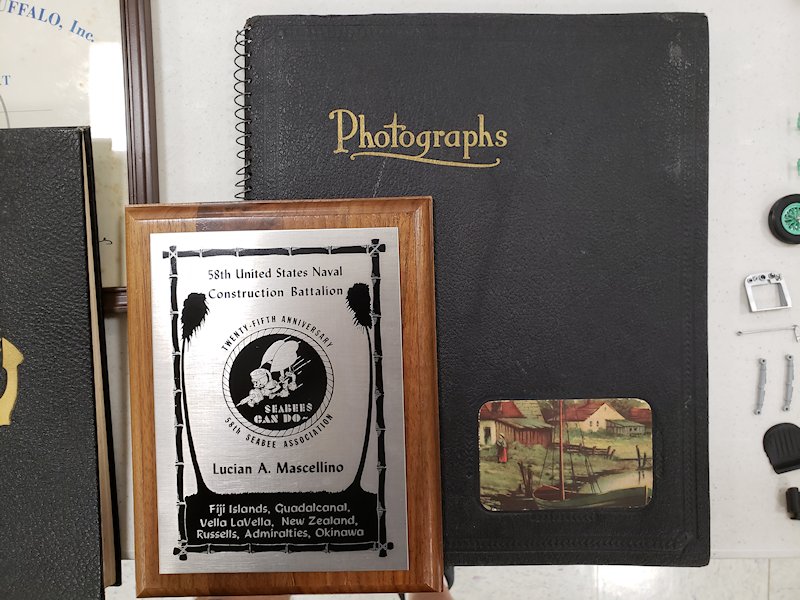 UFFALO, Inc.
Photographs
58th United States Naval
Construction Battalion
TWENTY-FIFTH ANNIVERSARY
SEABEES
CAN DO~
58th SEABEE ASSOCIATION
Lucian A. Mascellino
Fiji Islands, Guadalcanal,
Vella LaVella, New Zealand,
Russells, Admiralties, Okinawa